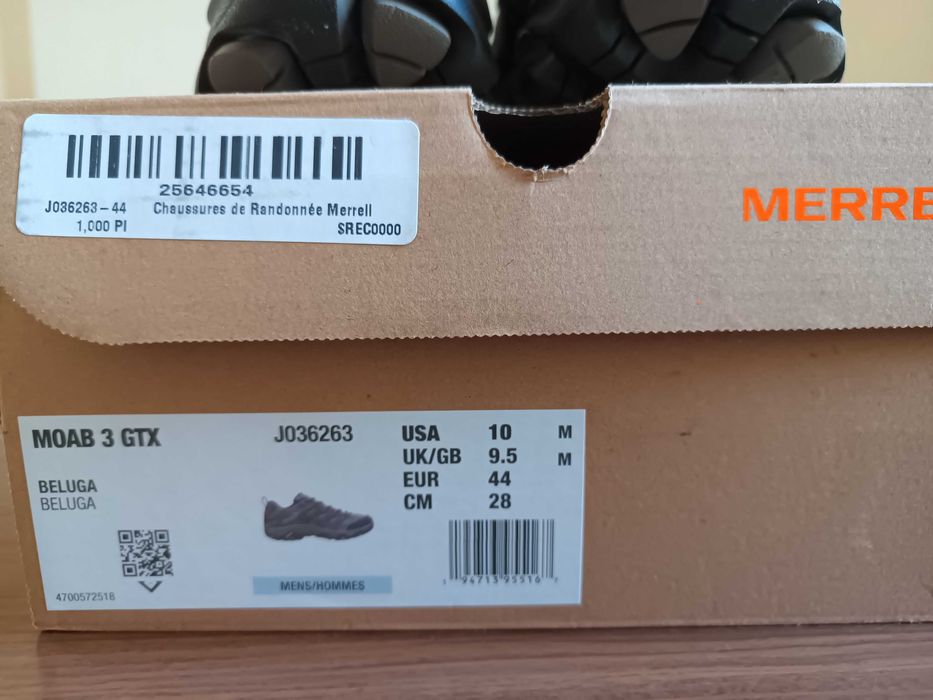 25646654
J036263-44 Chaussures de Randonnée Merrell
1,000 PI SREC0000
MERRE
MOAB 3 GTX J036263
USA 10 M
UK/GB 9.5 M
EUR 44
CM 28
BELUGA
BELUGA
MENS/HOMMES
4700572518